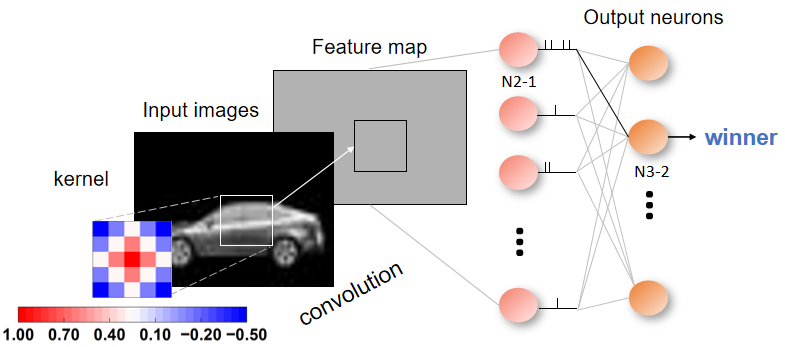 Output neurons
Feature map
N2-1
Input images
winner
kernel
N3-2
convolution
1.00 0.70 0.40 0.10 −0.20 −0.50